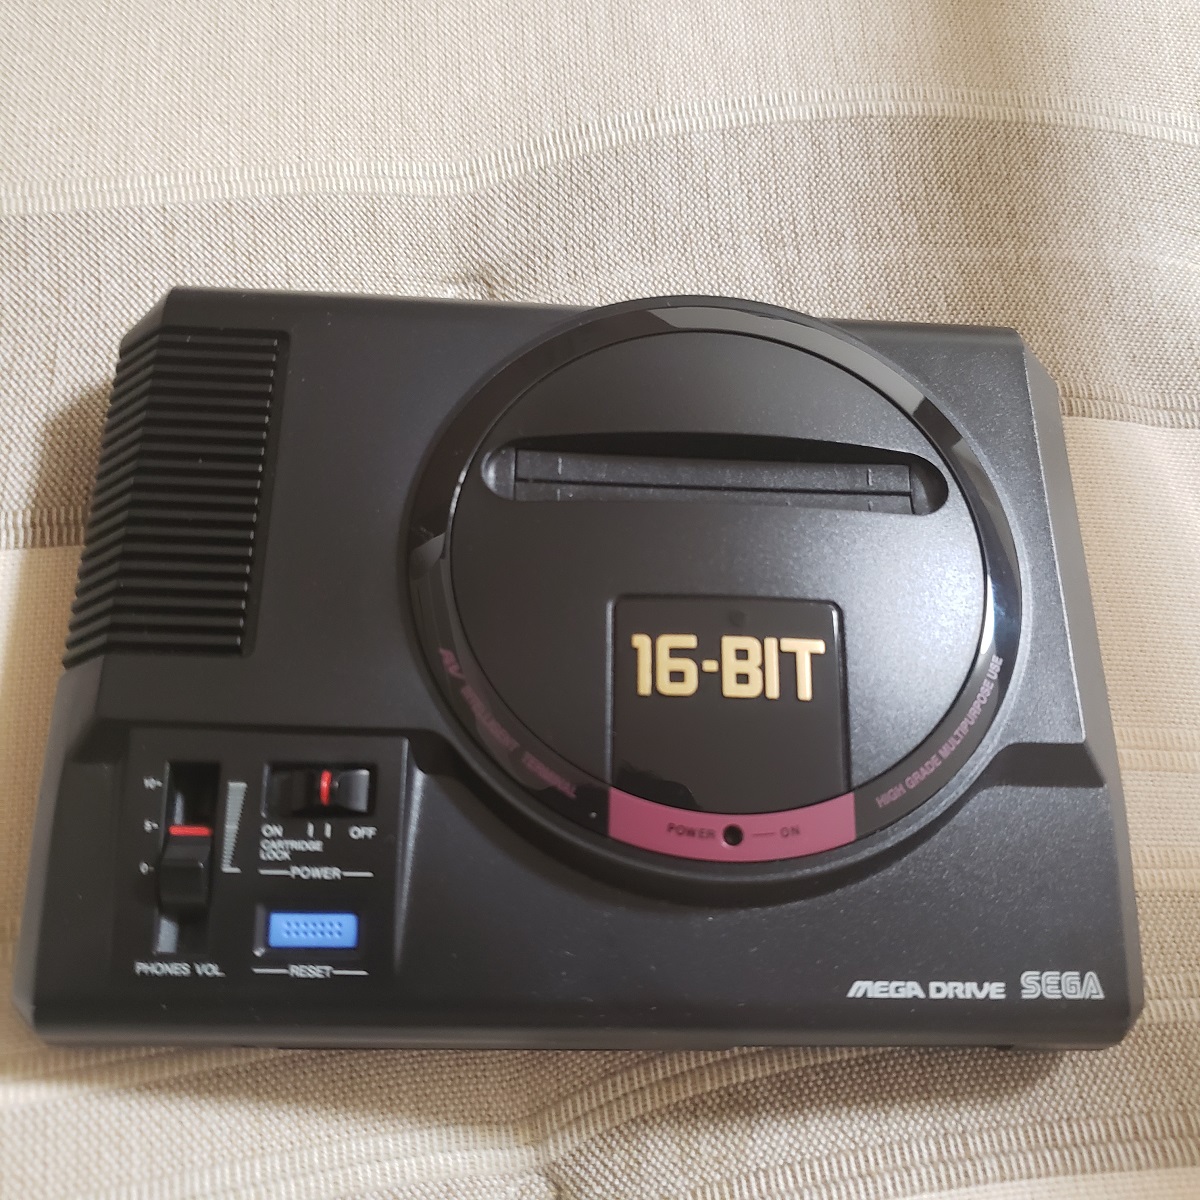 16-BIT
AV INTELLIGENT TERMINAL
HIGH GRADE MULTIPURPOSE USE
POWER ON
10
5
0
ON OFF
CARTRIDGE
LOCK
POWER
RESET
PHONES VOL.
MEGA DRIVE SEGA